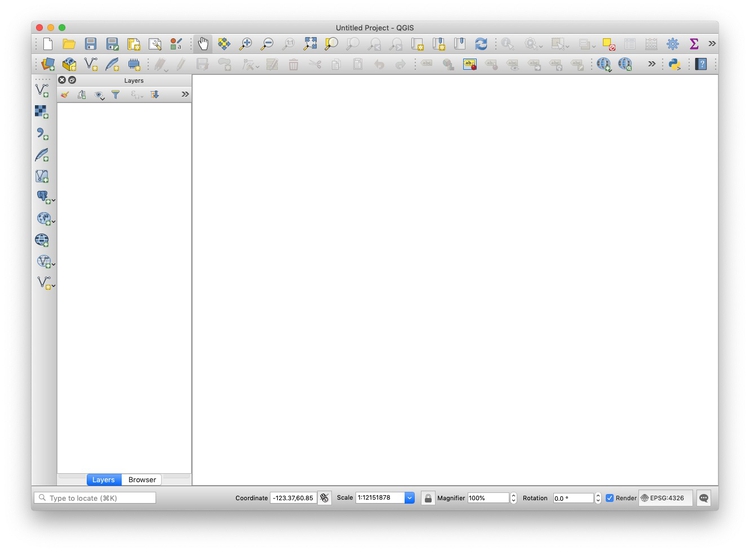 Untitled Project - QGIS
Layers
Layers Browser
Type to locate (⌘K) Coordinate -123.37,60.85 Scale 1:12151878 Magnifier 100% Rotation 0.0 ° Render EPSG:4326